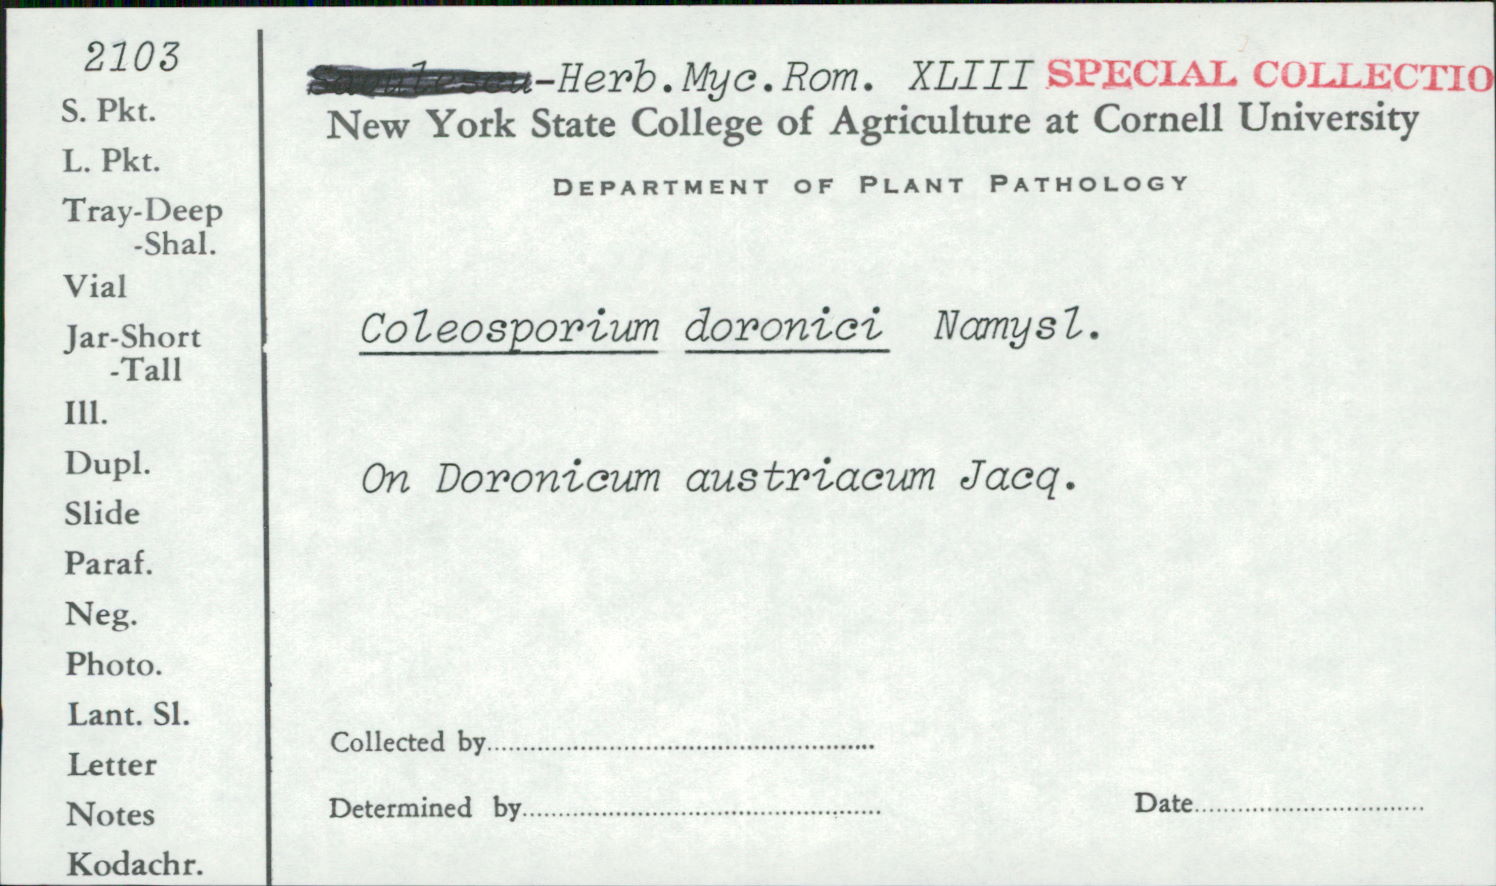 2103
S. Pkt.
L. Pkt.
Tray-Deep
-Shal.
Vial
Jar-Short
-Tall
Ill.
Dupl.
Slide
Paraf.
Neg.
Photo.
Lant. Sl.
Letter
Notes
Kodachr.
-Herb.Myc.Rom. XLIII SPECIAL COLLECTIO
New York State College of Agriculture at Cornell University
DEPARTMENT OF PLANT PATHOLOGY
Coleosporium doronici Namysl.
On Doronicum austriacum Jacq.
Collected by
Determined by
Date